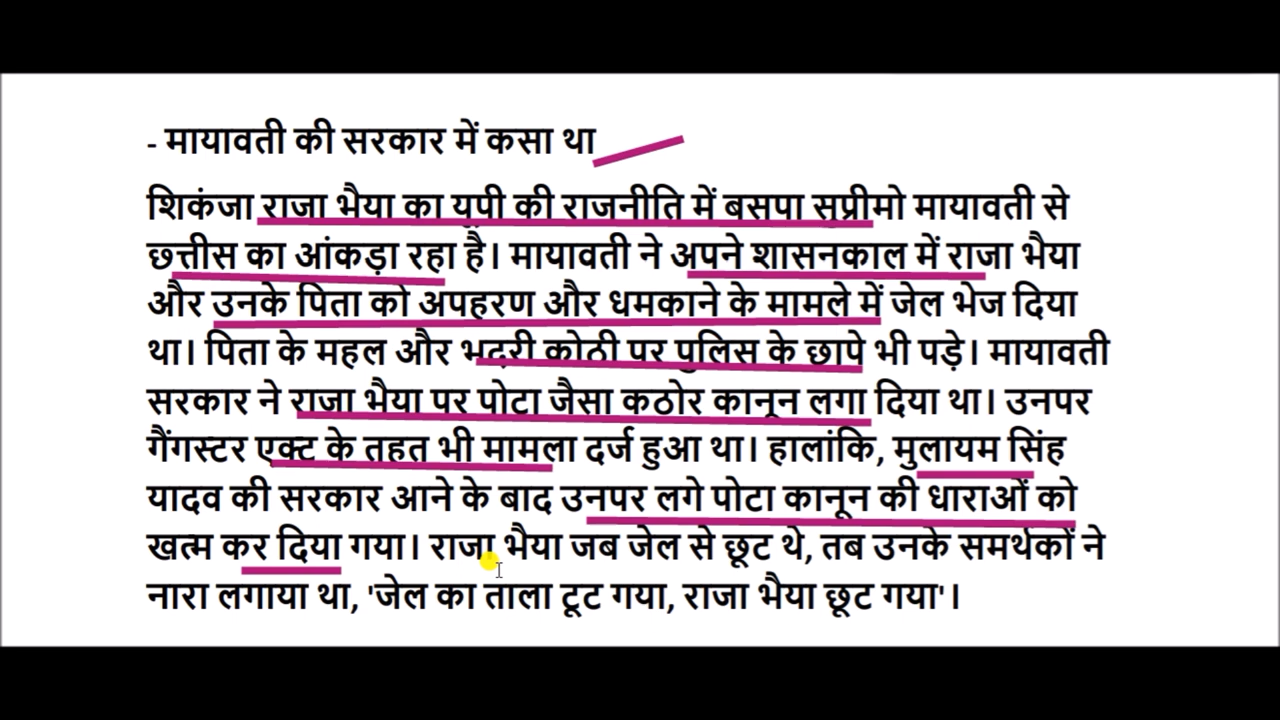 - मायावती की सरकार में कसा था
शिकंजा राजा भैया का यूपी की राजनीति में बसपा सुप्रीमो मायावती से
छत्तीस का आंकड़ा रहा है। मायावती ने अपने शासनकाल में राजा भैया
और उनके पिता को अपहरण और धमकाने के मामले में जेल भेज दिया
था। पिता के महल और भदरी कोठी पर पुलिस के छापे भी पड़े। मायावती
सरकार ने राजा भैया पर पोटा जैसा कठोर कानून लगा दिया था। उनपर
गैंगस्टर एक्ट के तहत भी मामला दर्ज हुआ था। हालांकि, मुलायम सिंह
यादव की सरकार आने के बाद उनपर लगे पोटा कानून की धाराओं को
खत्म कर दिया गया। राजा भैया जब जेल से छूट थे, तब उनके समर्थकों ने
नारा लगाया था, 'जेल का ताला टूट गया, राजा भैया छूट गया'।